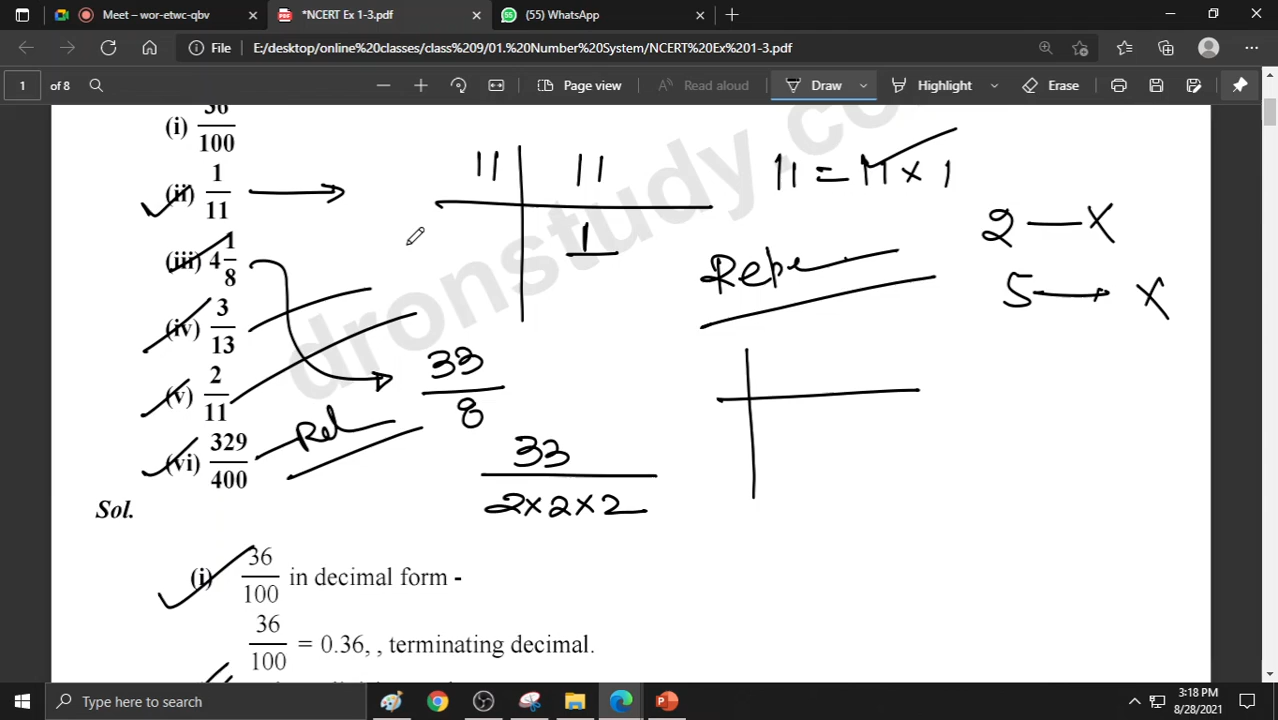 Meet – wor-etwc-qbv
*NCERT Ex 1-3.pdf
(55) WhatsApp
File
E:/desktop/online%20classes/class%209/01.%20Number%20System/NCERT%20Ex%201-3.pdf
1 of 8
Page view
Read aloud
Draw
Highlight
Erase
dronstudy.com
(i) 36/100
(ii) 1/11
(iii) 4 1/8
(iv) 3/13
(v) 2/11
(vi) 329/400
11 11
1
11 = 11 × 1
2 — X
5 → X
Repe
33/8
33/2×2×2
Sol.
(i) 36/100 in decimal form -
36/100 = 0.36, , terminating decimal.
Type here to search
3:18 PM
8/28/2021